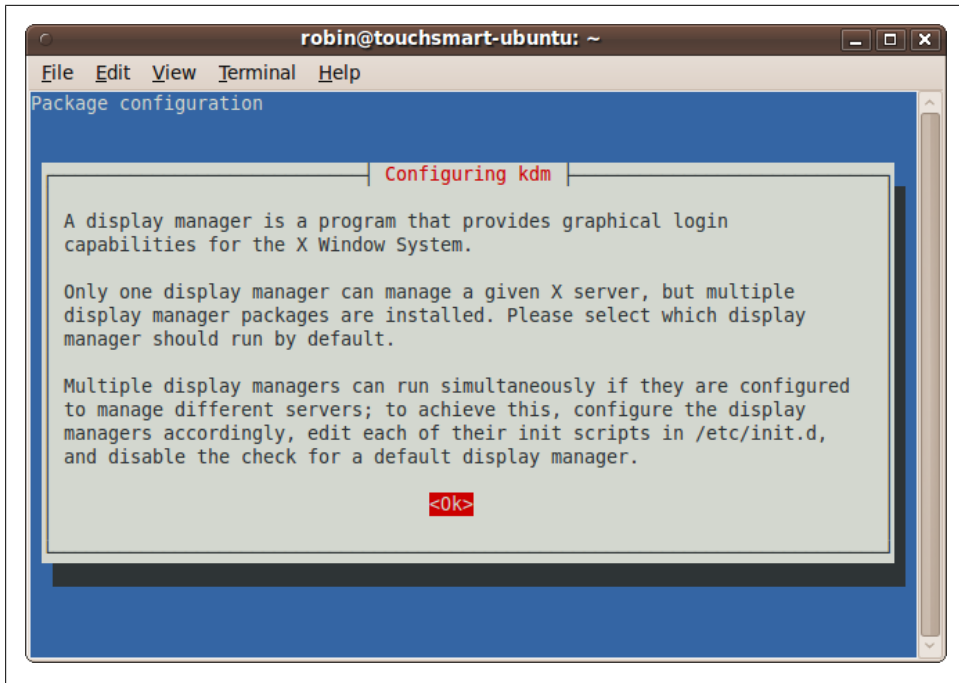 robin@touchsmart-ubuntu: ~
File Edit View Terminal Help
Package configuration
Configuring kdm
A display manager is a program that provides graphical login
capabilities for the X Window System.
Only one display manager can manage a given X server, but multiple
display manager packages are installed. Please select which display
manager should run by default.
Multiple display managers can run simultaneously if they are configured
to manage different servers; to achieve this, configure the display
managers accordingly, edit each of their init scripts in /etc/init.d,
and disable the check for a default display manager.
<Ok>